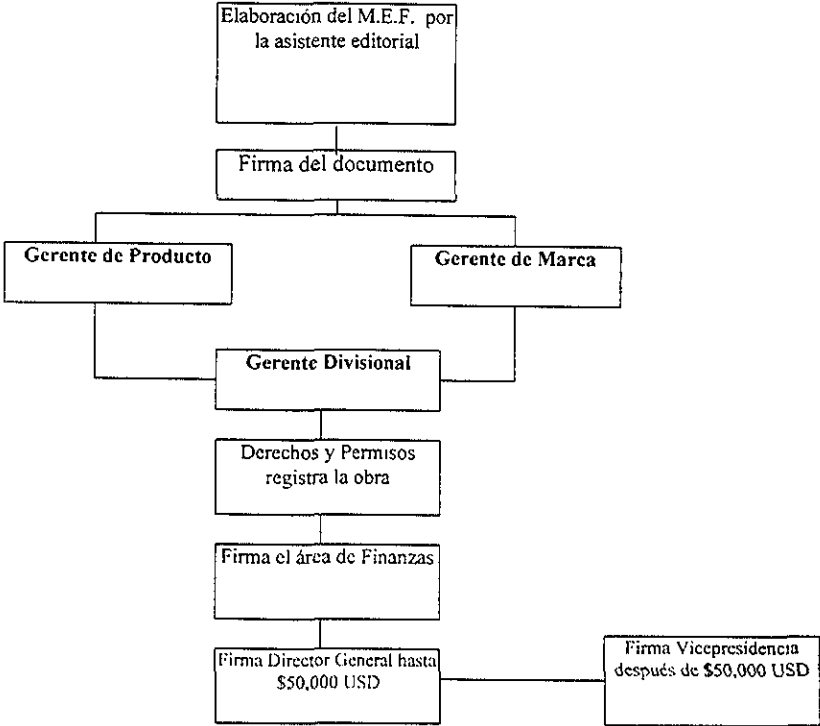 Elaboración del M.E.F. por
la asistente editorial
Firma del documento
Gerente de Producto
Gerente de Marca
Gerente Divisional
Derechos y Permisos
registra la obra
Firma el área de Finanzas
Firma Director General hasta
$50,000 USD
Firma Vicepresidencia
después de $50,000 USD